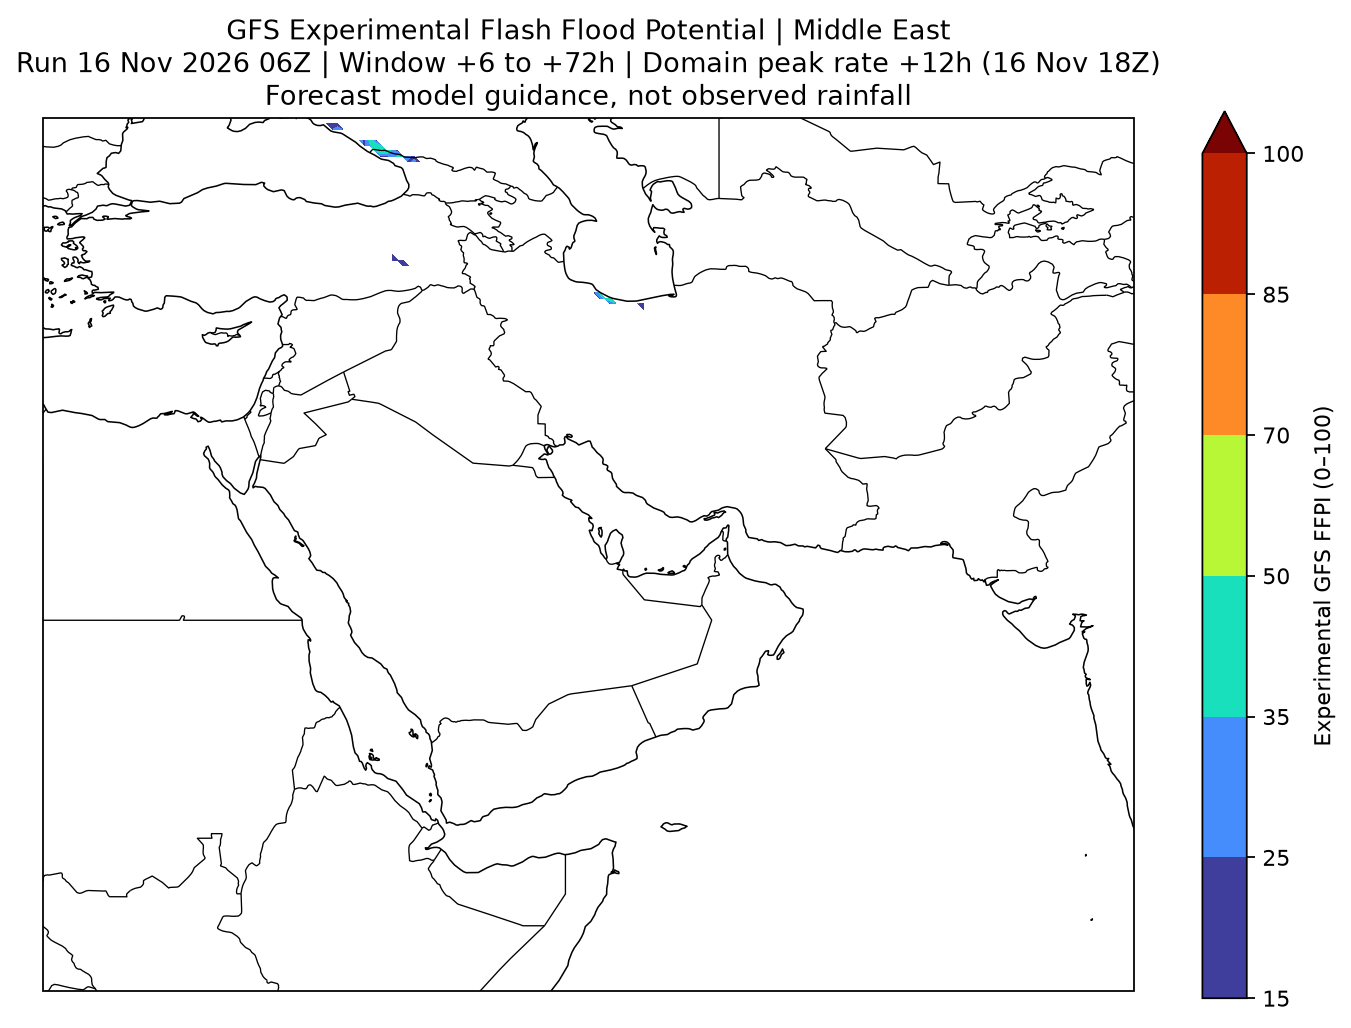 GFS Experimental Flash Flood Potential | Middle East
Run 16 Nov 2026 06Z | Window +6 to +72h | Domain peak rate +12h (16 Nov 18Z)
Forecast model guidance, not observed rainfall
100
85
70
50
35
25
15
Experimental GFS FFPI (0–100)